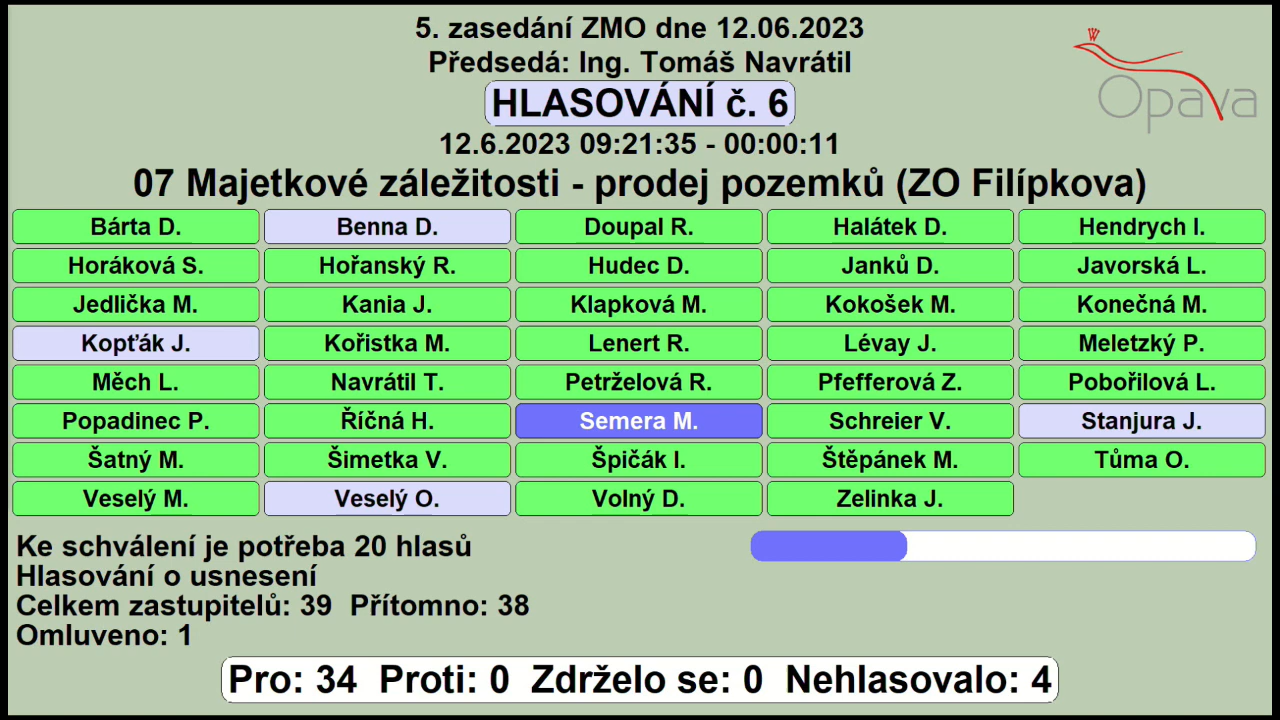 5. zasedání ZMO dne 12.06.2023
Předsedá: Ing. Tomáš Navrátil
HLASOVÁNÍ č. 6
Opava
12.6.2023 09:21:35 - 00:00:11
07 Majetkové záležitosti - prodej pozemků (ZO Filípkova)
Bárta D. Benna D. Doupal R. Halátek D. Hendrych I.
Horáková S. Hořanský R. Hudec D. Janků D. Javorská L.
Jedlička M. Kania J. Klapková M. Kokošek M. Konečná M.
Kopťák J. Kořistka M. Lenert R. Lévay J. Meletzký P.
Měch L. Navrátil T. Petrželová R. Pfefferová Z. Pobořilová L.
Popadinec P. Říčná H. Semera M. Schreier V. Stanjura J.
Šatný M. Šimetka V. Špičák I. Štěpánek M. Tůma O.
Veselý M. Veselý O. Volný D. Zelinka J.
Ke schválení je potřeba 20 hlasů
Hlasování o usnesení
Celkem zastupitelů: 39 Přítomno: 38
Omluveno: 1
Pro: 34 Proti: 0 Zdrželo se: 0 Nehlasovalo: 4